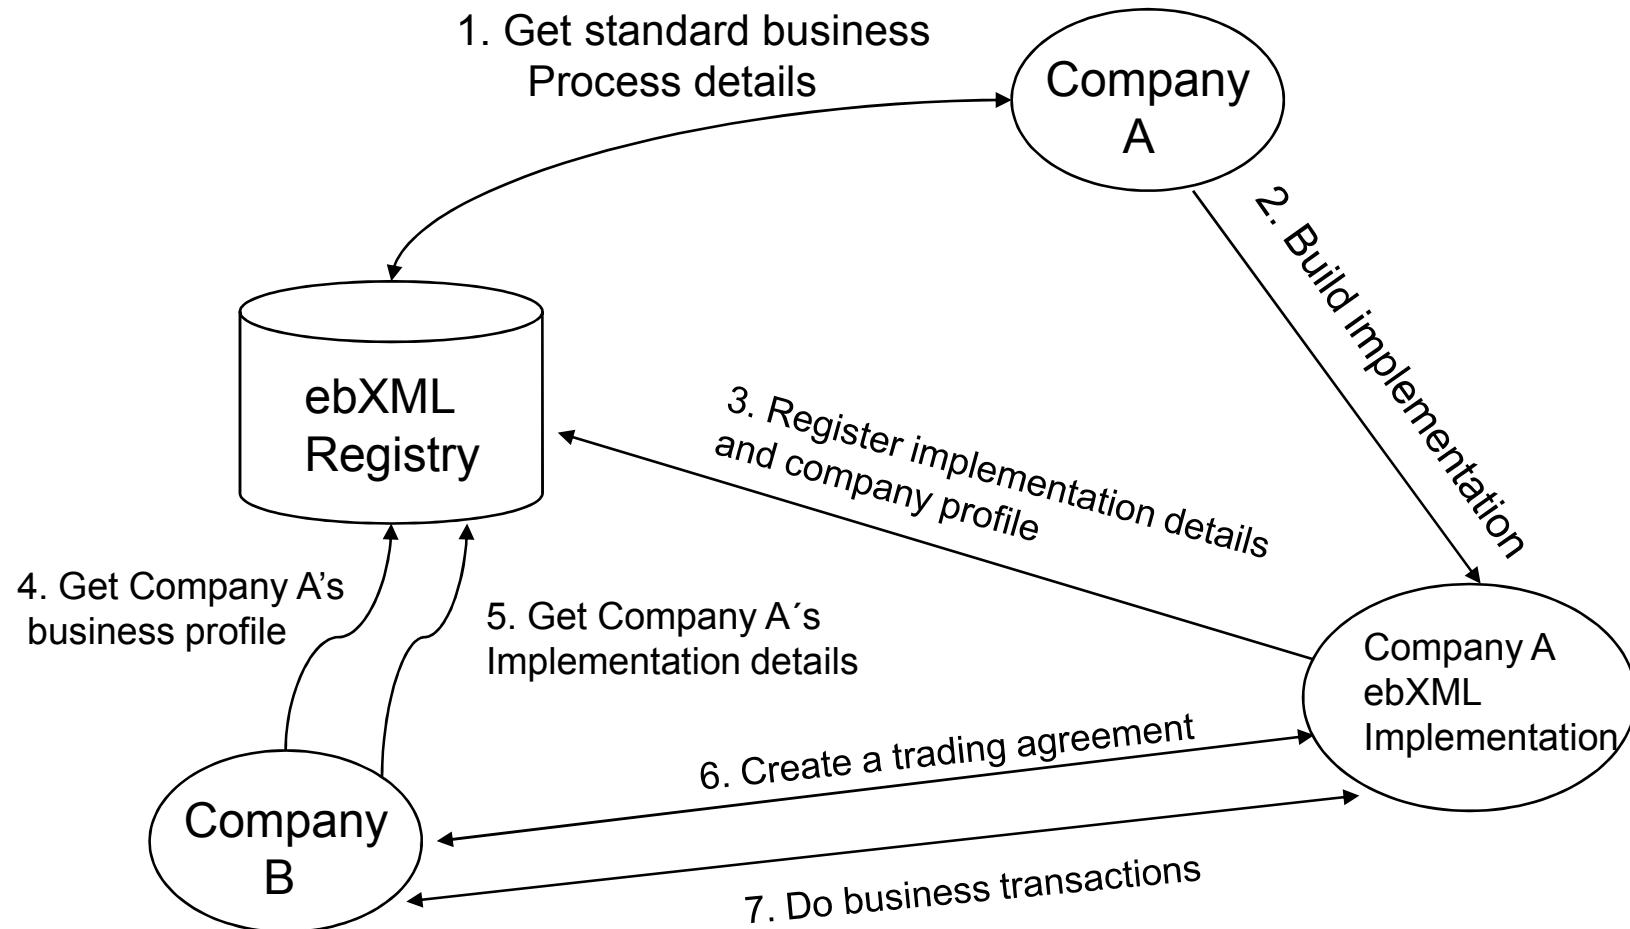 1. Get standard business
Process details
Company
A
2. Build implementation
ebXML
Registry
3. Register implementation details
and company profile
4. Get Company A’s
business profile
5. Get Company A´s
Implementation details
Company A
ebXML
Implementation
6. Create a trading agreement
Company
B
7. Do business transactions